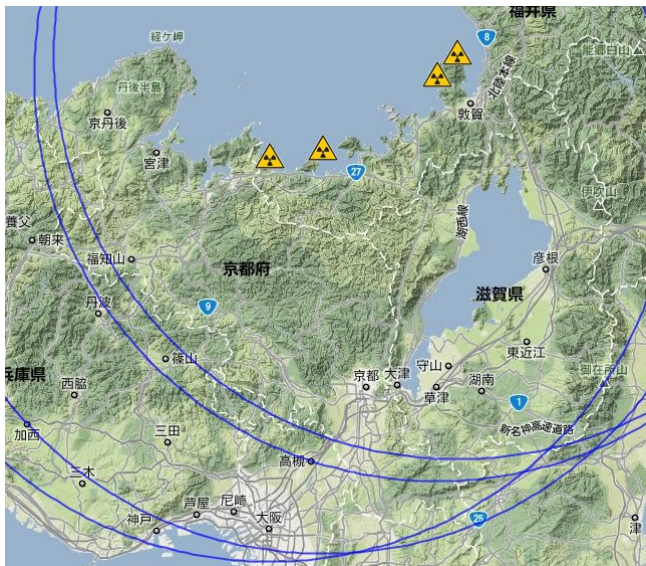 福井県
経ケ岬
8
能郷白山
丹後半島
北陸本線
京丹後
敦賀
宮津
27
伊吹山
養父
朝来
湖西線
福知山
京都府
彦根
滋賀県
丹波
9
東近江
篠山
守山
御在所山
兵庫県
京都
大津
草津
湖南
西脇
1
加西
三田
新名神高速道路
高槻
三木
芦屋
尼崎
25
神戸
大阪
津